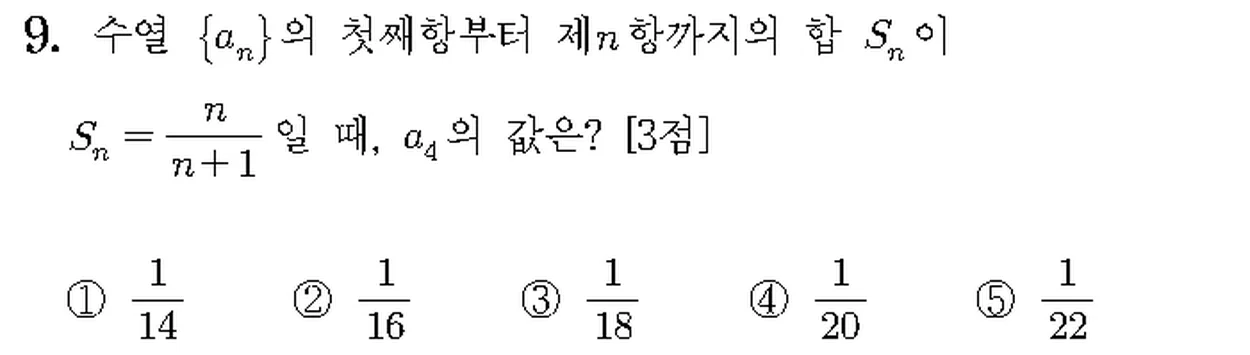 9. 수열 {aₙ}의 첫째항부터 제n항까지의 합 Sₙ이
Sₙ = n/(n+1) 일 때, a₄의 값은? [3점]
① 1/14 ② 1/16 ③ 1/18 ④ 1/20 ⑤ 1/22